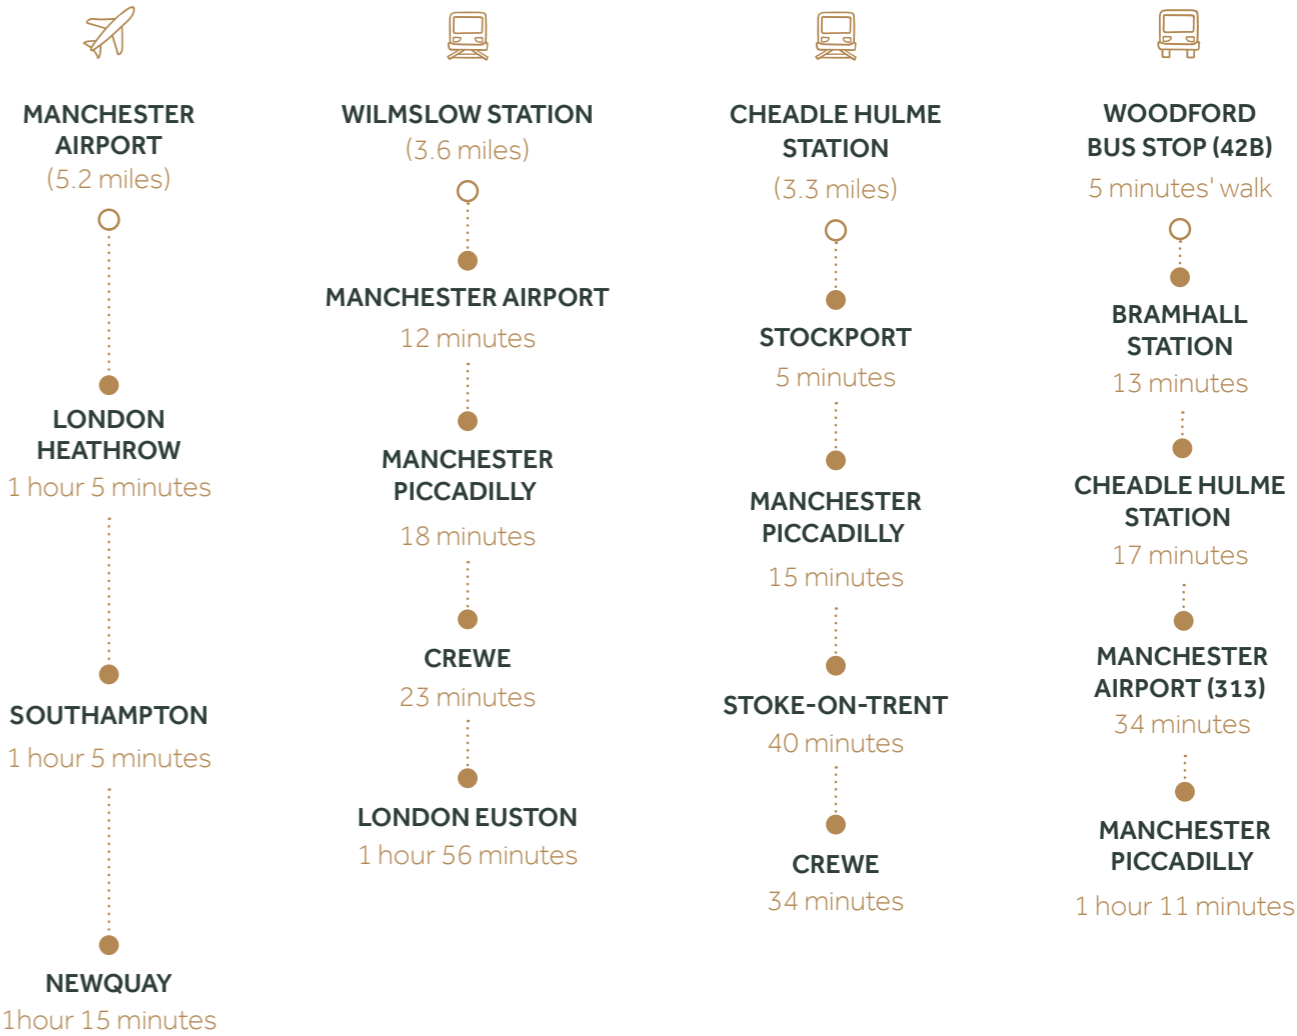 MANCHESTER
AIRPORT
(5.2 miles)
LONDON
HEATHROW
1 hour 5 minutes
SOUTHAMPTON
1 hour 5 minutes
NEWQUAY
1hour 15 minutes
WILMSLOW STATION
(3.6 miles)
MANCHESTER AIRPORT
12 minutes
MANCHESTER
PICCADILLY
18 minutes
CREWE
23 minutes
LONDON EUSTON
1 hour 56 minutes
CHEADLE HULME
STATION
(3.3 miles)
STOCKPORT
5 minutes
MANCHESTER
PICCADILLY
15 minutes
STOKE-ON-TRENT
40 minutes
CREWE
34 minutes
WOODFORD
BUS STOP (42B)
5 minutes' walk
BRAMHALL
STATION
13 minutes
CHEADLE HULME
STATION
17 minutes
MANCHESTER
AIRPORT (313)
34 minutes
MANCHESTER
PICCADILLY
1 hour 11 minutes